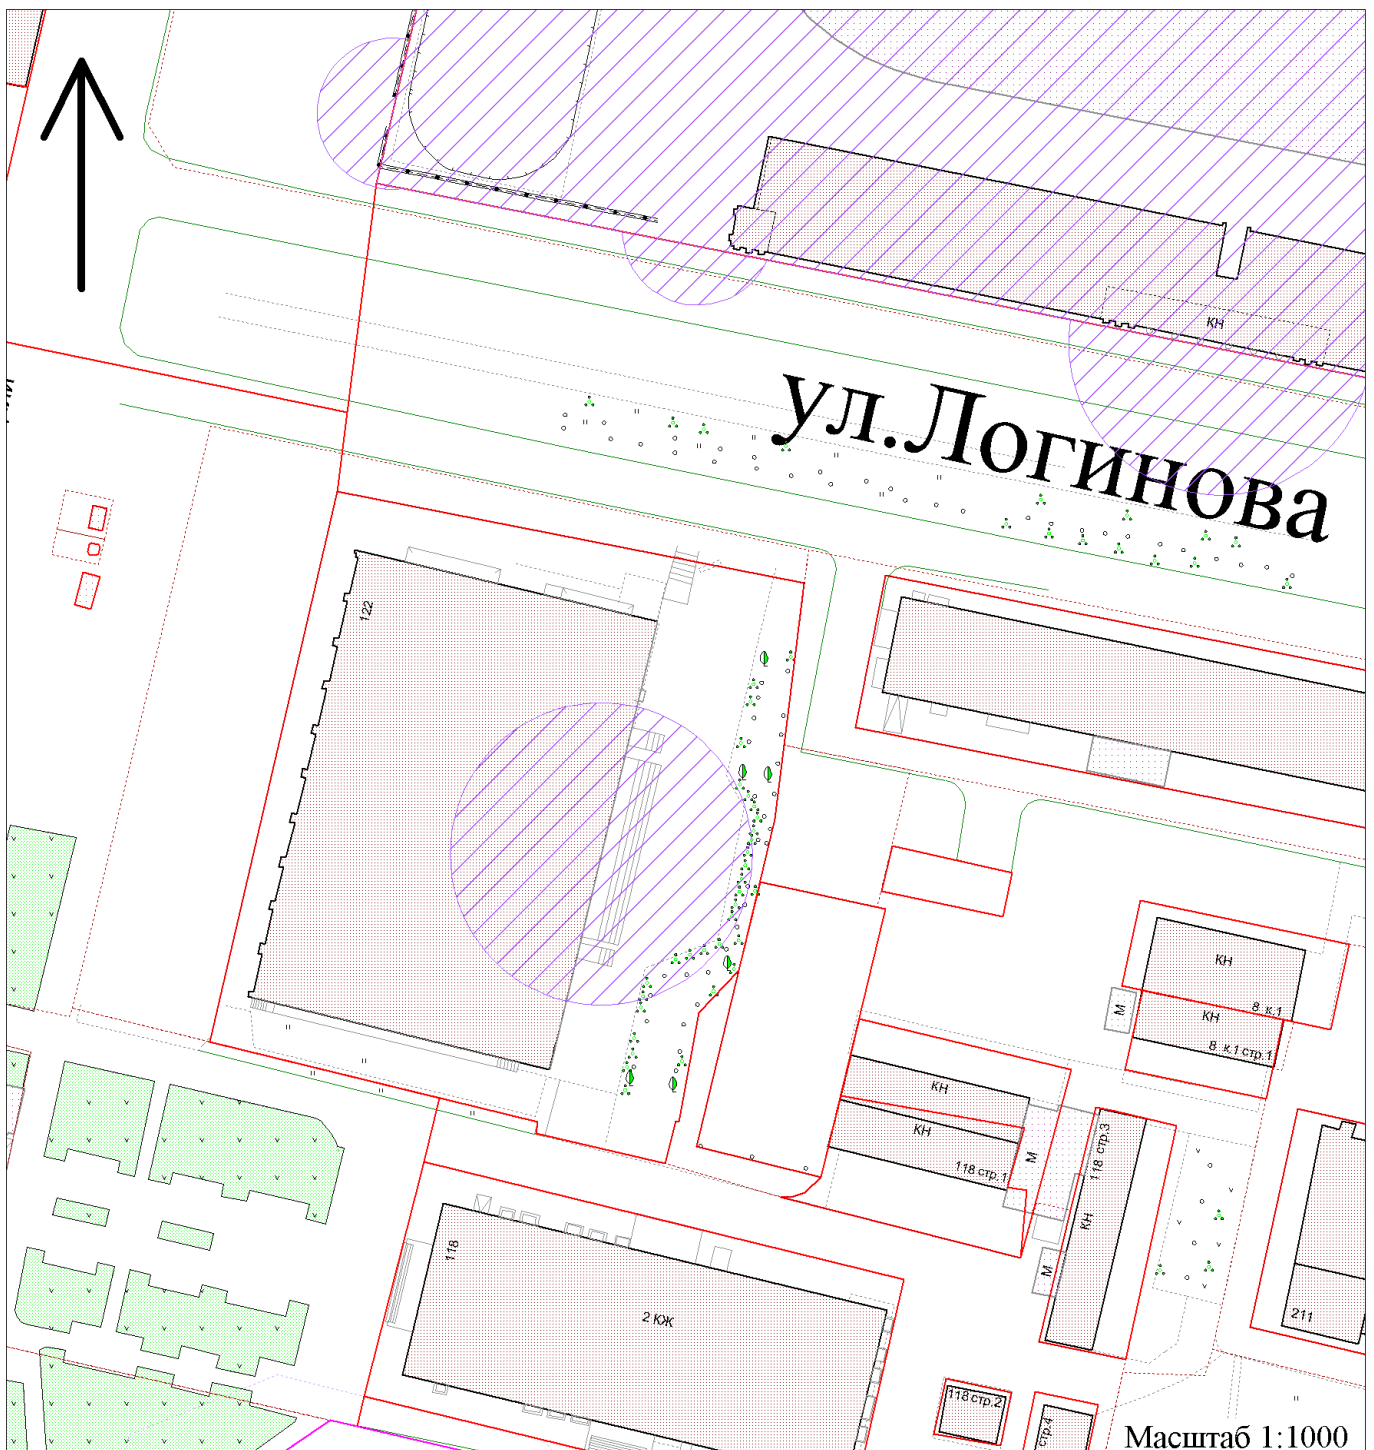 КН
ул.Логинова
122
КН
8 к.1
М
КН
8 к.1 стр.1
КН
КН
118 стр.1
М
118 стр.3
КН
М
118
2 КЖ
211
118 стр.2
стр.4
Масштаб 1:1000